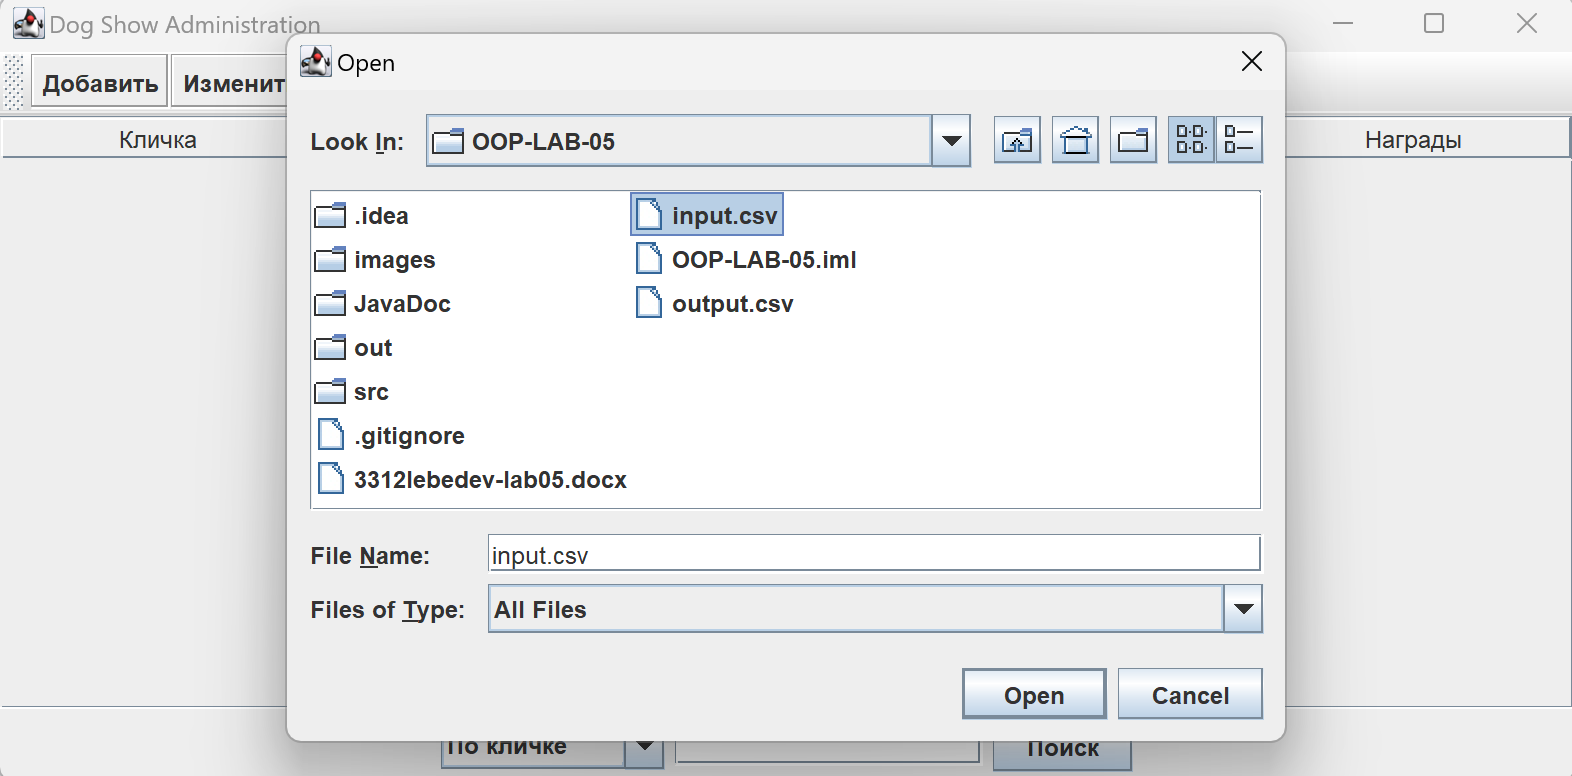 Dog Show Administration
Open
Добавить
Изменит
Look In:
OOP-LAB-05
Кличка
Награды
.idea
images
JavaDoc
out
src
.gitignore
3312lebedev-lab05.docx
input.csv
OOP-LAB-05.iml
output.csv
File Name:
input.csv
Files of Type:
All Files
Open
Cancel
По кличке
Поиск